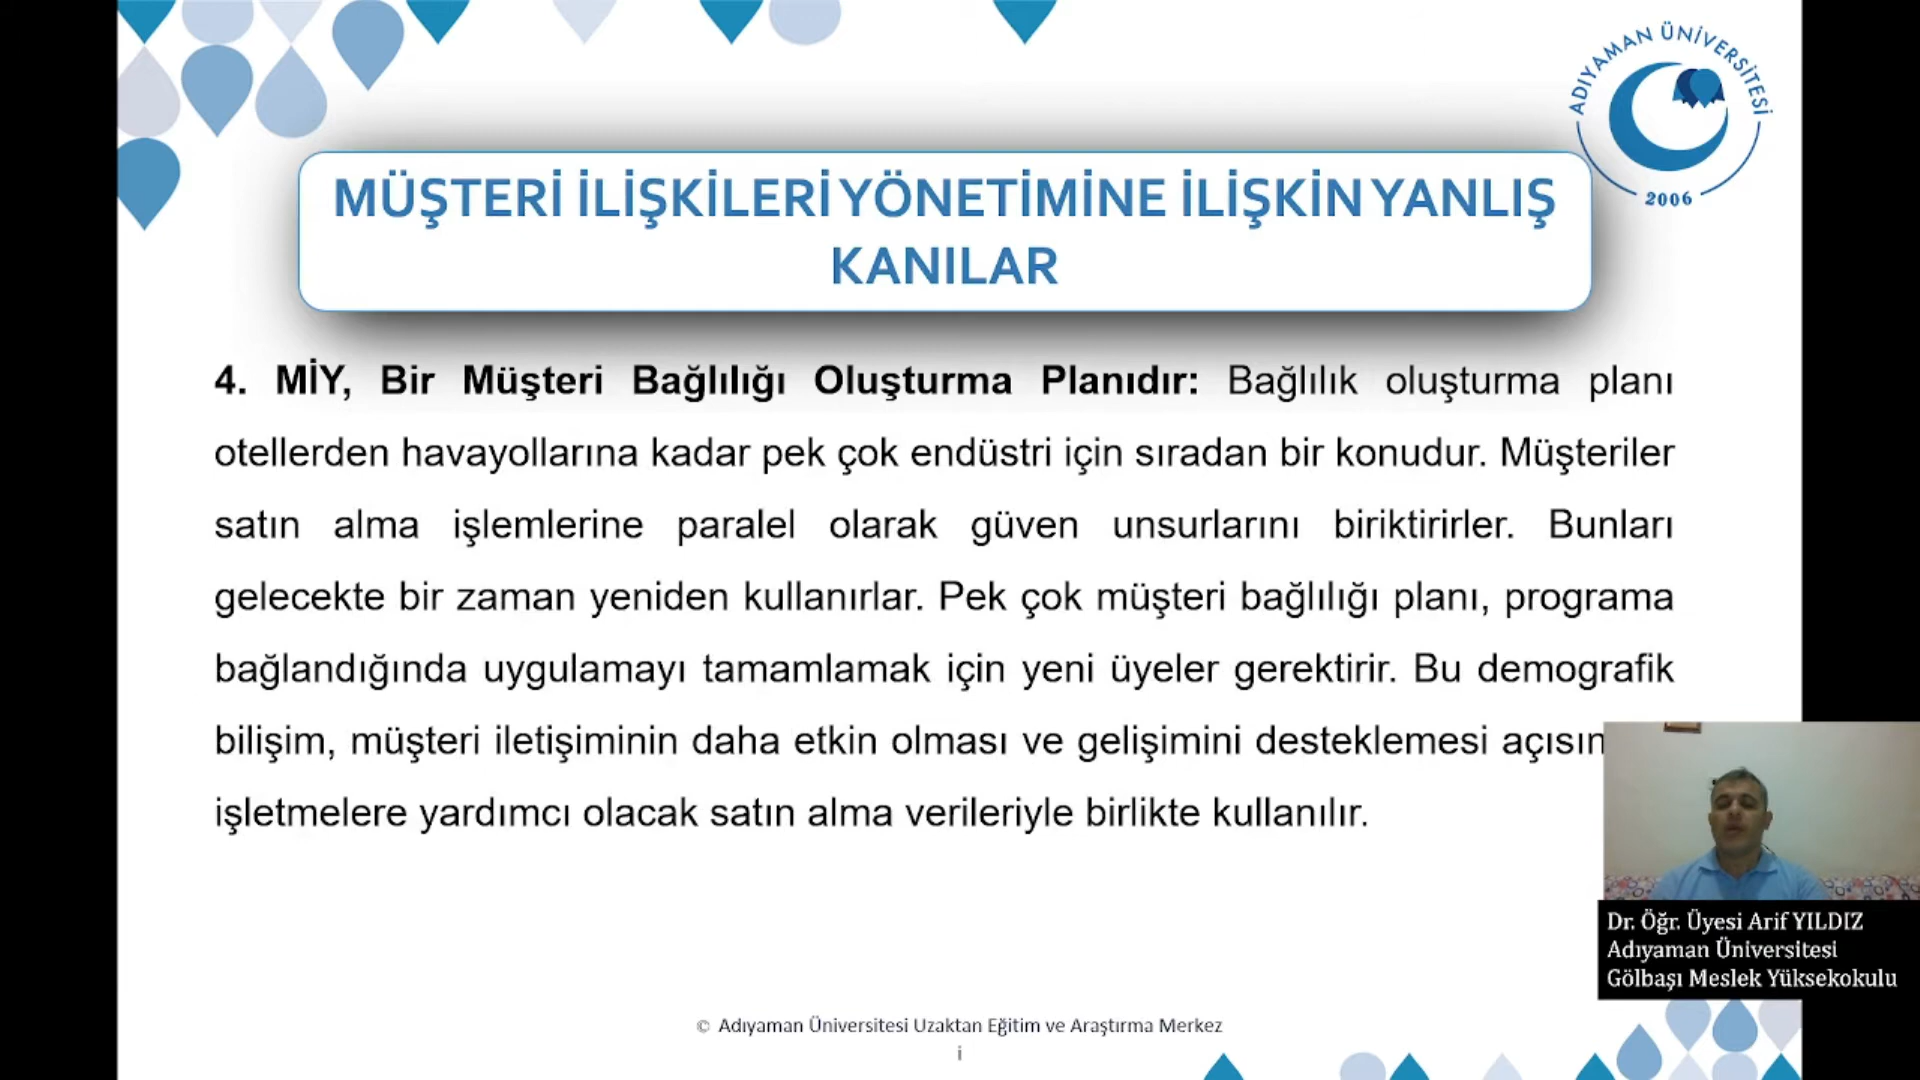 ADIYAMAN ÜNİVERSİTESİ
2006
MÜŞTERİ İLİŞKİLERİ YÖNETİMİNE İLİŞKİN YANLIŞ
KANILAR
4. MİY, Bir Müşteri Bağlılığı Oluşturma Planıdır: Bağlılık oluşturma planı
otellerden havayollarına kadar pek çok endüstri için sıradan bir konudur. Müşteriler
satın alma işlemlerine paralel olarak güven unsurlarını biriktirirler. Bunları
gelecekte bir zaman yeniden kullanırlar. Pek çok müşteri bağlılığı planı, programa
bağlandığında uygulamayı tamamlamak için yeni üyeler gerektirir. Bu demografik
bilişim, müşteri iletişiminin daha etkin olması ve gelişimini desteklemesi
işletmelere yardımcı olacak satın alma verileriyle birlikte kullanılır.
Dr. Öğr. Üyesi Arif YILDIZ
Adıyaman Üniversitesi
Gölbaşı Meslek Yüksekokulu
© Adıyaman Üniversitesi Uzaktan Eğitim ve Araştırma Merkez
i